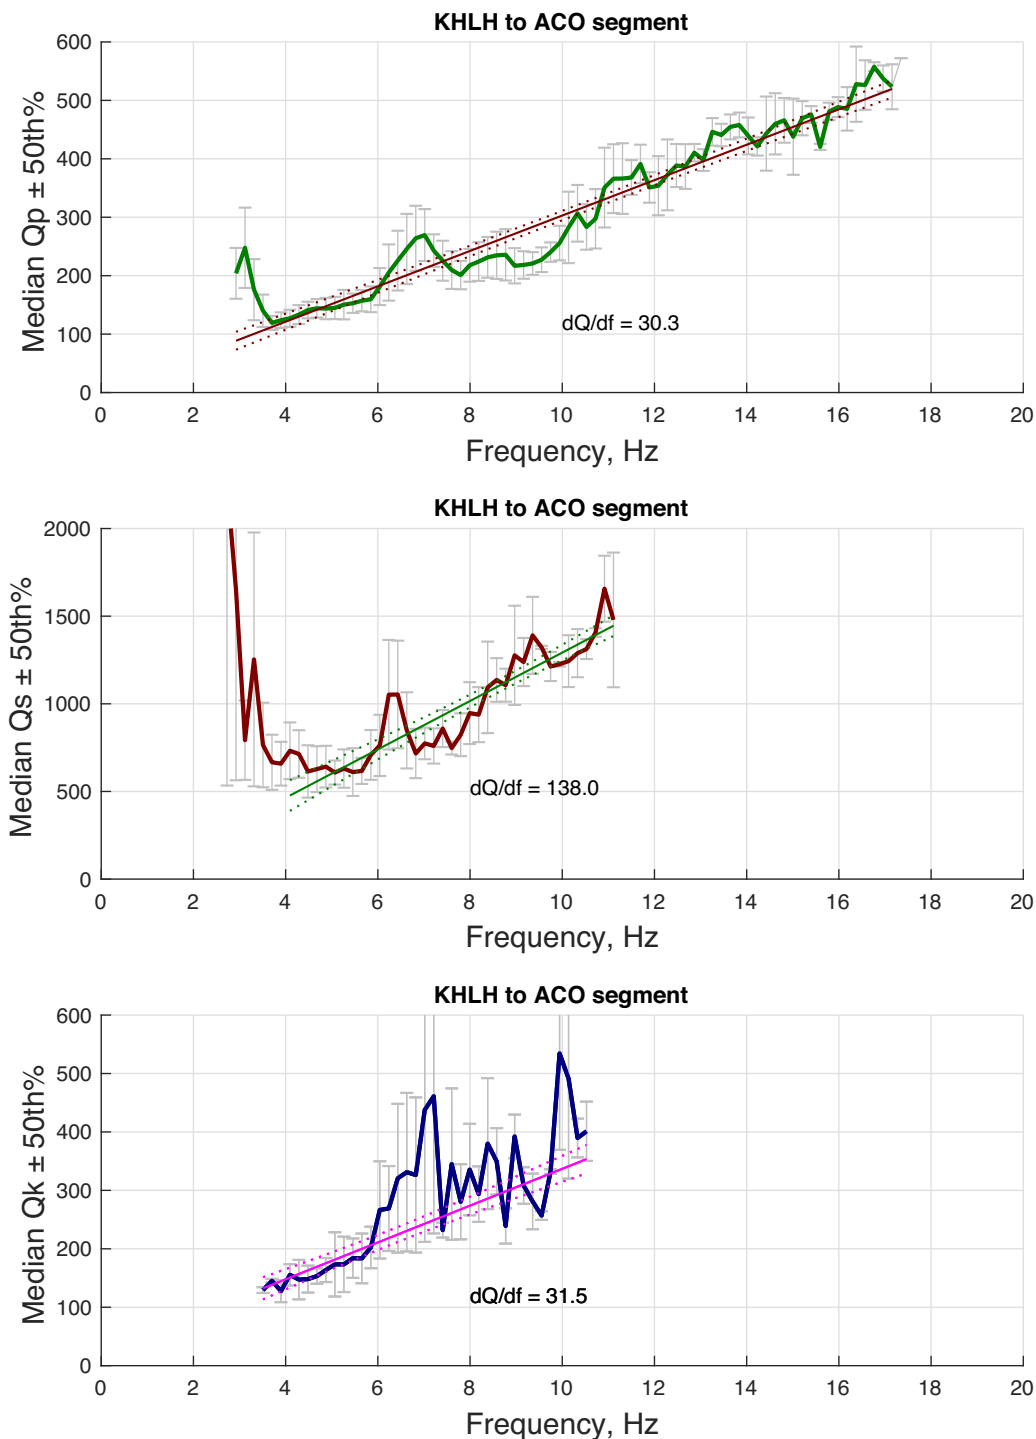 KHLH to ACO segment
600
500
400
300
200
100
0
Median Qp ± 50th%
dQ/df = 30.3
0 2 4 6 8 10 12 14 16 18 20
Frequency, Hz
KHLH to ACO segment
2000
1500
1000
500
0
Median Qs ± 50th%
dQ/df = 138.0
0 2 4 6 8 10 12 14 16 18 20
Frequency, Hz
KHLH to ACO segment
600
500
400
300
200
100
0
Median Qk ± 50th%
dQ/df = 31.5
0 2 4 6 8 10 12 14 16 18 20
Frequency, Hz